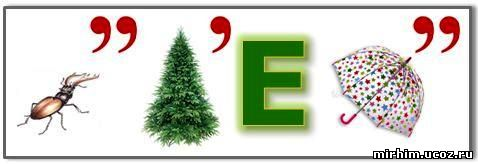 ,, , Е ,,
mirhim.ucoz.ru